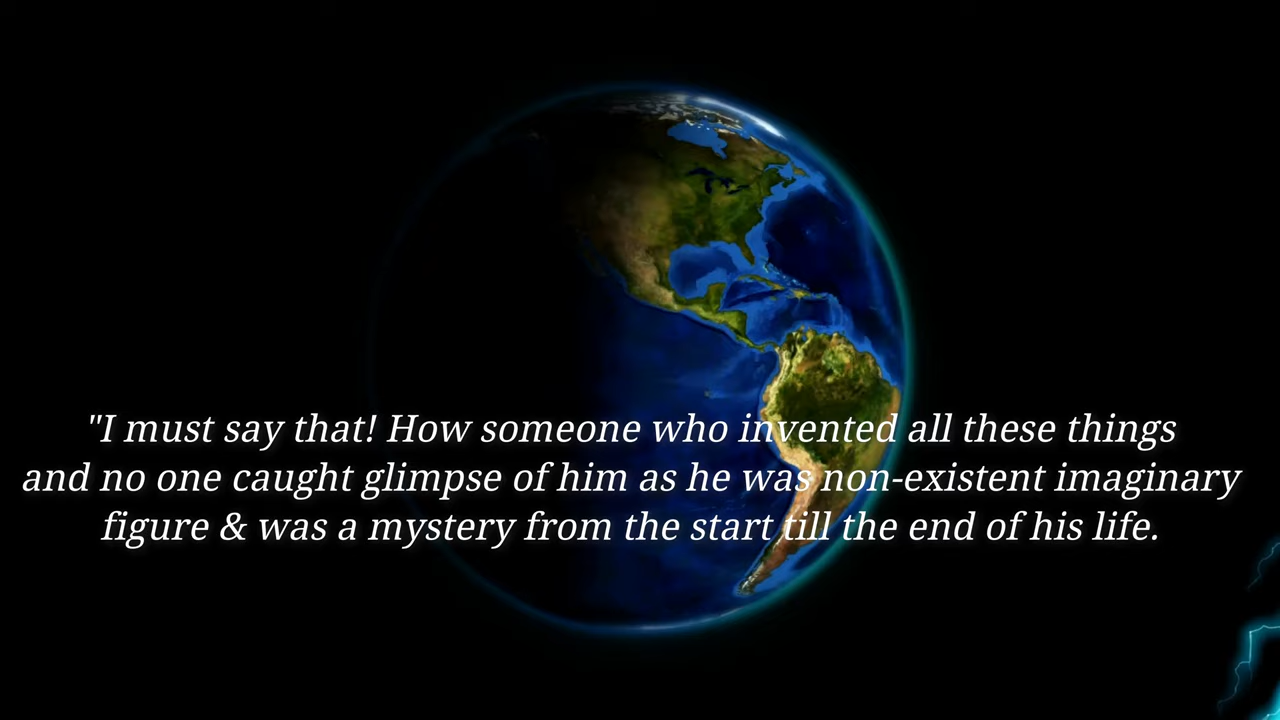 "I must say that! How someone who invented all these things
and no one caught glimpse of him as he was non-existent imaginary
figure & was a mystery from the start till the end of his life.